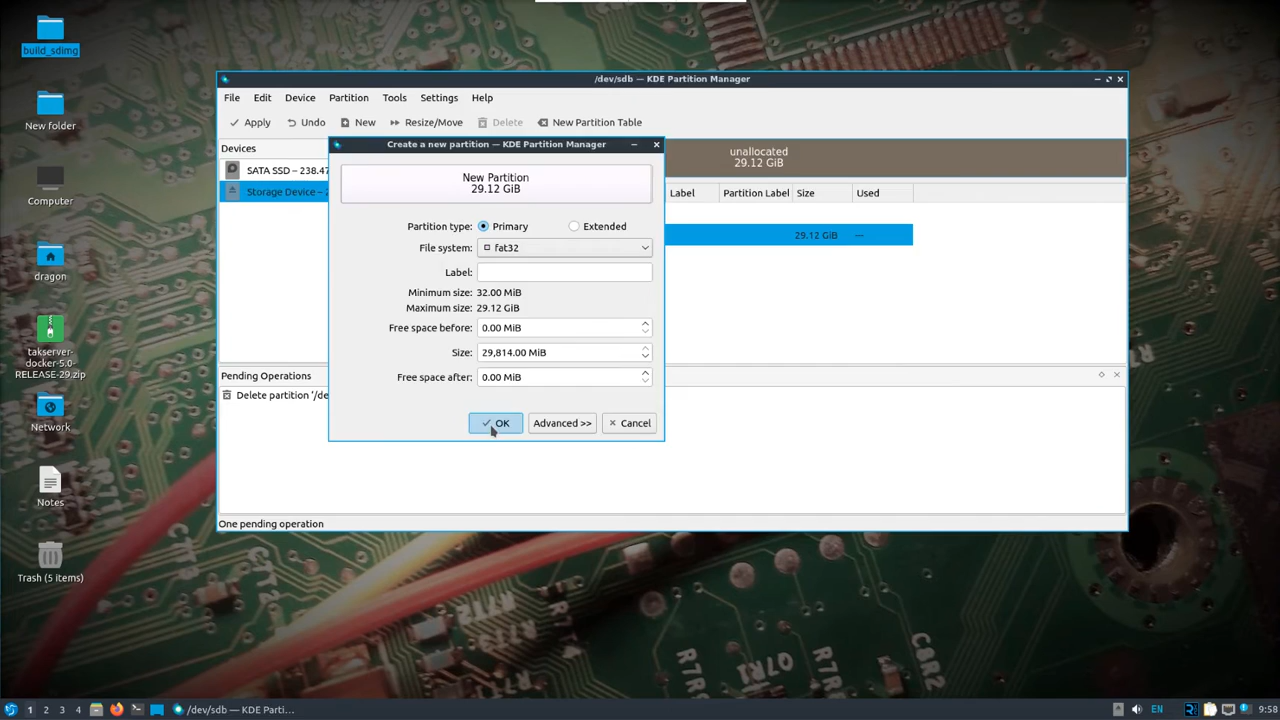 build_sdimg
New folder
Computer
dragon
takserver-
docker-5.0-
RELEASE-29.zip
Network
Notes
Trash (5 items)
/dev/sdb — KDE Partition Manager
File Edit Device Partition Tools Settings Help
Apply Undo New Resize/Move Delete New Partition Table
Devices
SATA SSD – 238.47
Storage Device –
unallocated
29.12 GiB
Label Partition Label Size Used
29.12 GiB —
Create a new partition — KDE Partition Manager
New Partition
29.12 GiB
Partition type: Primary Extended
File system: fat32
Label:
Minimum size: 32.00 MiB
Maximum size: 29.12 GiB
Free space before: 0.00 MiB
Size: 29,814.00 MiB
Free space after: 0.00 MiB
OK Advanced >> Cancel
Pending Operations
Delete partition '/de
One pending operation
1 2 3 4 /dev/sdb — KDE Parti...
EN 9:58